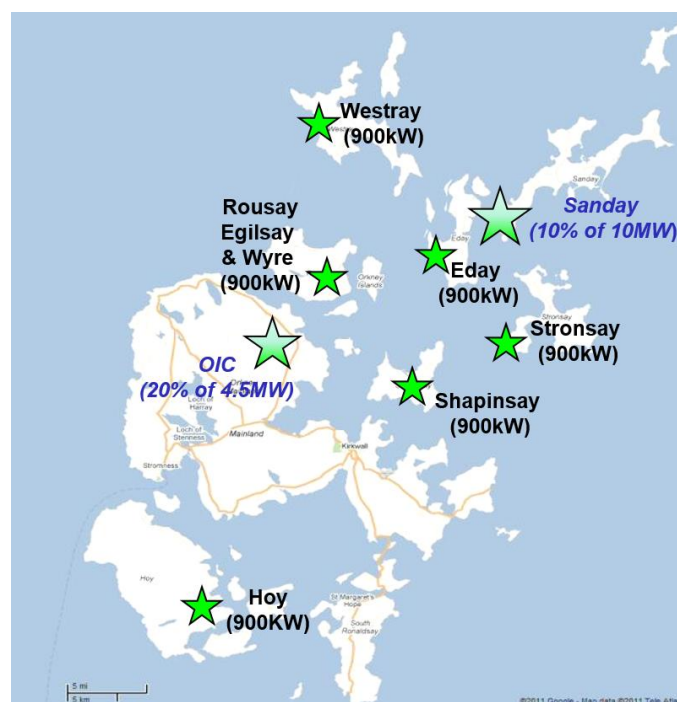 Westray
(900kW)
Sanday
Sanday
(10% of 10MW)
Rousay
Egilsay
& Wyre
(900kW)
Eday
Eday
(900kW)
Orkney
Islands
Stronsay
Stronsay
(900kW)
OIC
(20% of 4.5MW)
Loch of
Harray
Loch of
Stenness
Mainland
Shapinsay
(900kW)
Kirkwall
Stromness
Hoy
Hoy
(900KW)
St Margaret's
Hope
South
Ronaldsay
5 mi
5 km
©2011 Google - Map data ©2011 Tele Atla